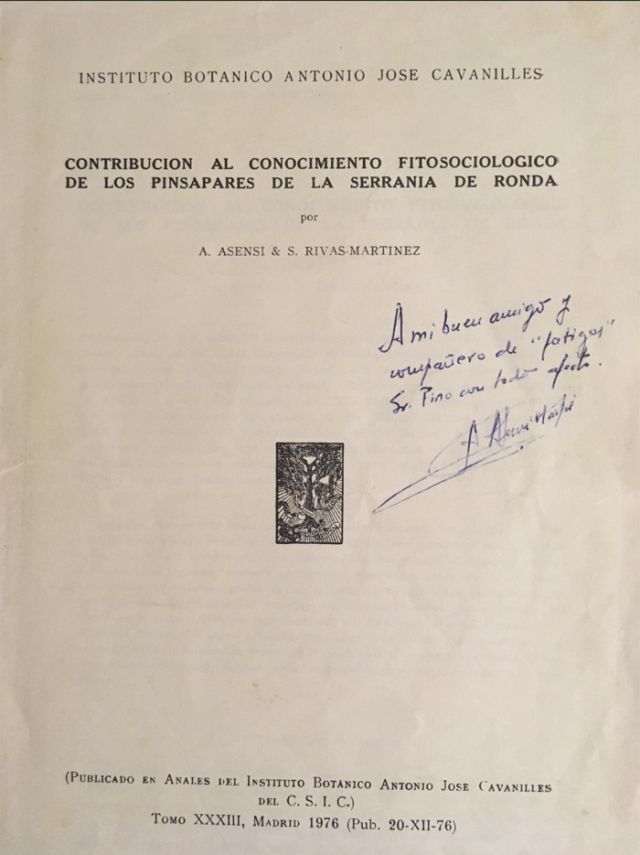 INSTITUTO BOTANICO ANTONIO JOSE CAVANILLES
CONTRIBUCION AL CONOCIMIENTO FITOSOCIOLOGICO
DE LOS PINSAPARES DE LA SERRANIA DE RONDA
por
A. ASENSI & S. RIVAS-MARTINEZ
A mi buen amigo y
compañero de "fatigas"
Sr. Pino con todo afecto.
A Asensi
(PUBLICADO EN ANALES DEL INSTITUTO BOTÁNICO ANTONIO JOSE CAVANILLES
DEL C. S. I. C.)
TOMO XXXIII, MADRID 1976 (Pub. 20-XII-76)